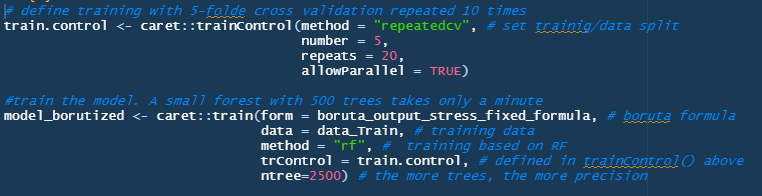 # define training with 5-folde cross validation repeated 10 times
train.control <- caret::trainControl(method = "repeatedcv", # set trainig/data split
number = 5,
repeats = 20,
allowParallel = TRUE)
#train the model. A small forest with 500 trees takes only a minute
model_borutized <- caret::train(form = boruta_output_stress_fixed_formula, # boruta formula
data = data_Train, # training data
method = "rf", #  training based on RF
trControl = train.control, # defined in trainControl() above
ntree=2500) # the more trees, the more precision